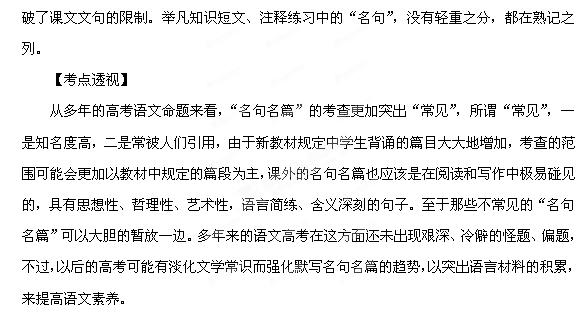 破了课文文句的限制。举凡知识短文、注释练习中的“名句”，没有轻重之分，都在熟记之
列。
【考点透视】
从多年的高考语文命题来看，“名句名篇”的考查更加突出“常见”，所谓“常见”，一
是知名度高，二是常被人们引用，由于新教材规定中学生背诵的篇目大大地增加，考查的范
围可能会更加以教材中规定的篇段为主，课外的名句名篇也应该是在阅读和写作中极易碰见
的，具有思想性、哲理性、艺术性，语言简练、含义深刻的句子。至于那些不常见的“名句
名篇”可以大胆的暂放一边。多年来的语文高考在这方面还未出现艰深、冷僻的怪题、偏题，
不过，以后的高考可能有淡化文学常识而强化默写名句名篇的趋势，以突出语言材料的积累，
来提高语文素养。